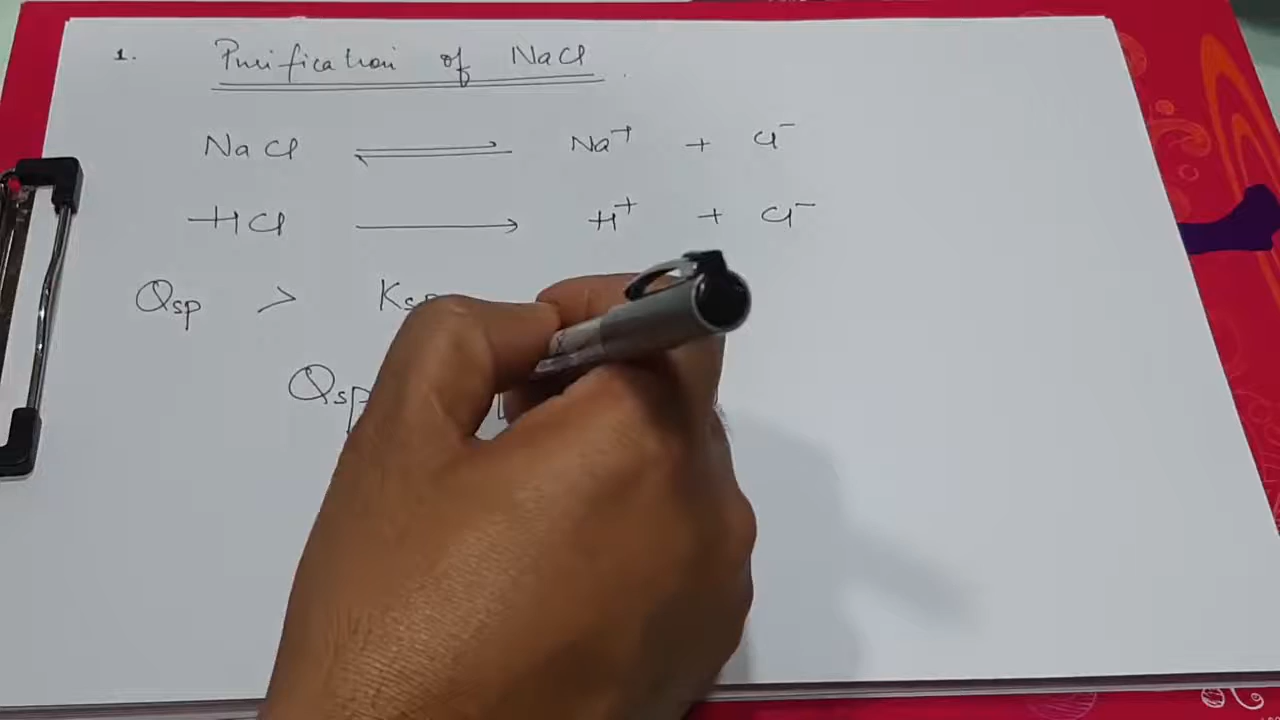 1. Purification of NaCl
NaCl ⇌ Na⁺ + Cl⁻
HCl → H⁺ + Cl⁻
Qsp > Ksp
Qsp